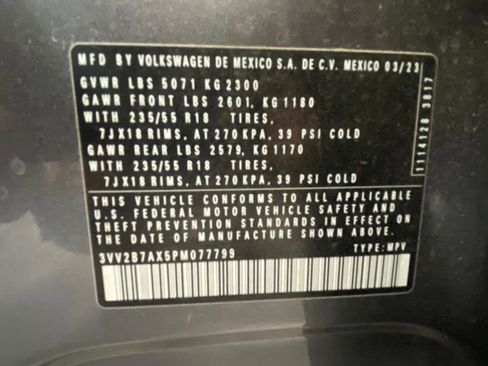 MFD BY VOLKSWAGEN DE MEXICO S.A. DE C.V. MEXICO 03/23
GVWR LBS 5071 KG 2300
GAWR FRONT LBS 2601, KG 1180
WITH 235/55 R18 TIRES,
7JX18 RIMS, AT 270 KPA, 39 PSI COLD
GAWR REAR LBS 2579, KG 1170
WITH 235/55 R18 TIRES,
7JX18 RIMS, AT 270 KPA, 39 PSI COLD
THIS VEHICLE CONFORMS TO ALL APPLICABLE
U.S. FEDERAL MOTOR VEHICLE SAFETY AND
THEFT PREVENTION STANDARDS IN EFFECT ON
THE DATE OF MANUFACTURE SHOWN ABOVE.
3VV2B7AX5PM077799 TYPE: MPV
11/4128 3817